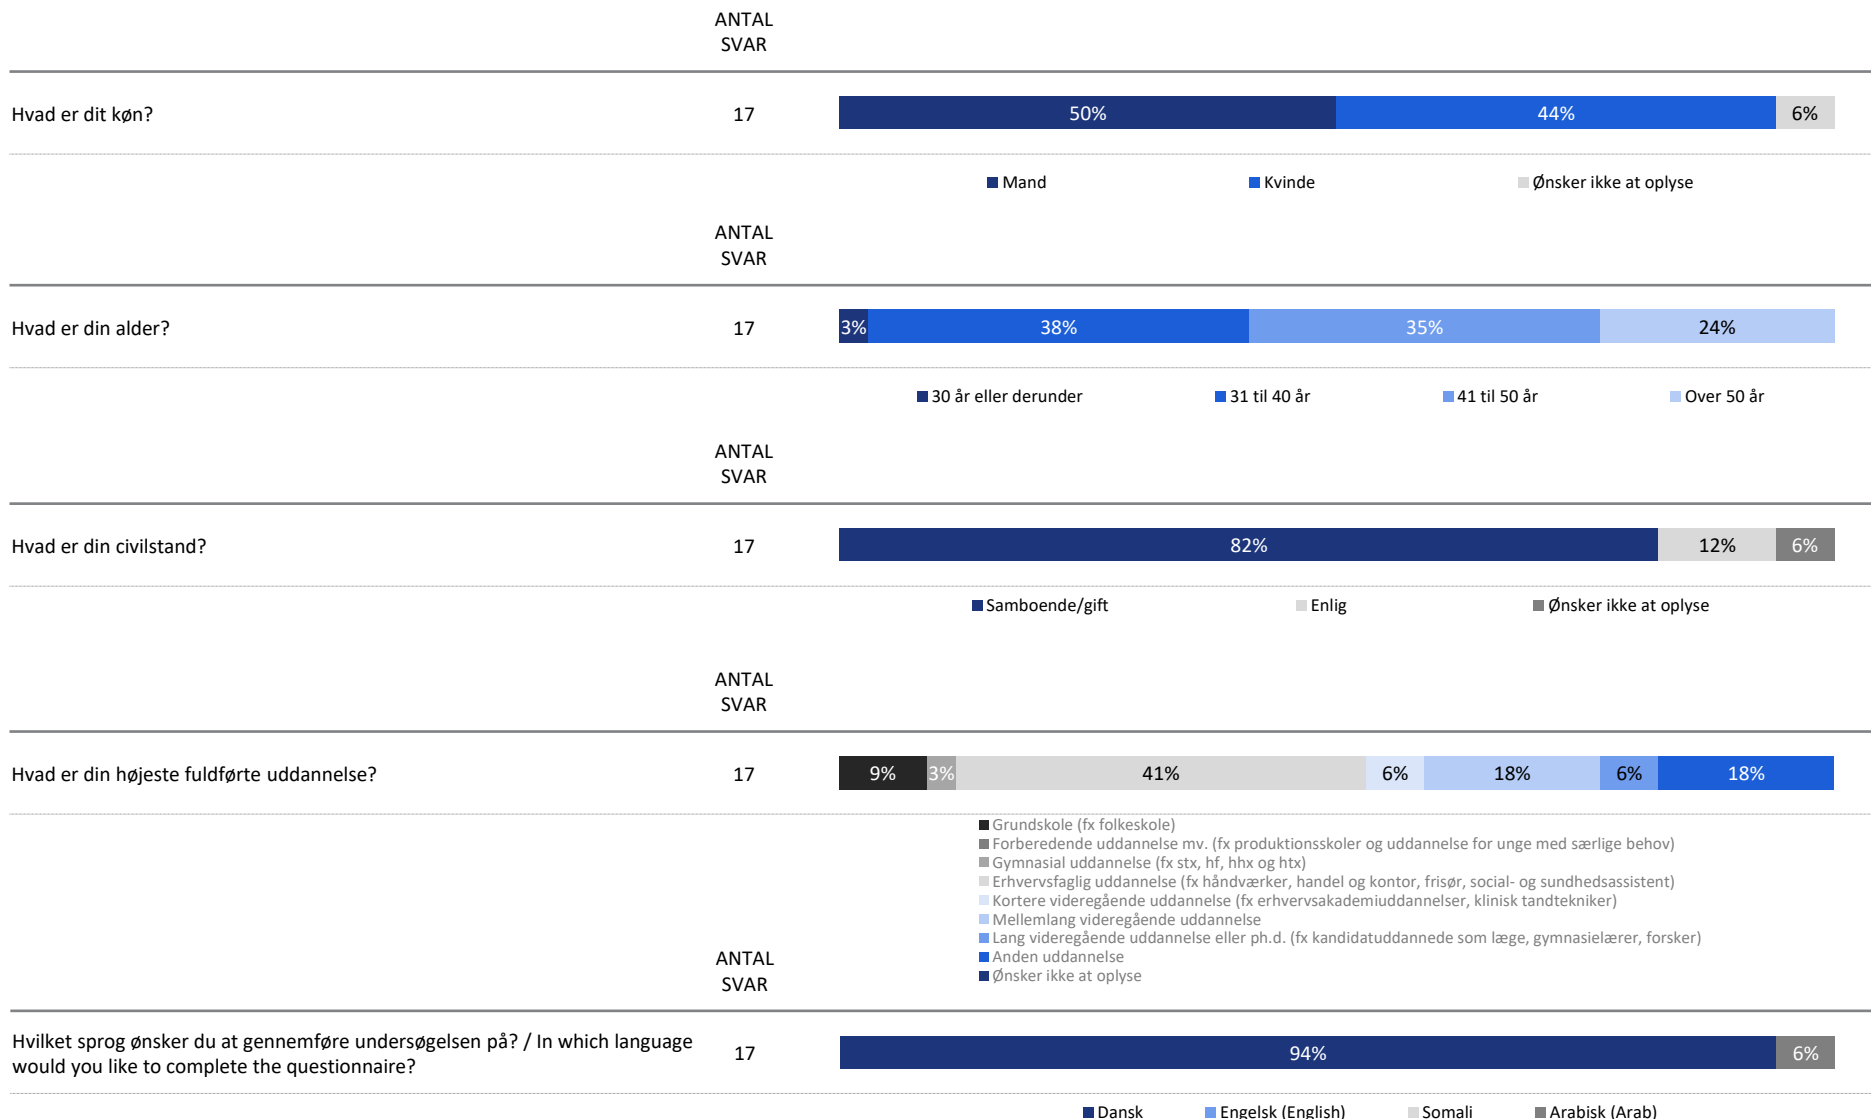 ANTAL
SVAR
Hvad er dit køn?
17
50%
44%
6%
Mand
Kvinde
Ønsker ikke at oplyse
ANTAL
SVAR
Hvad er din alder?
17
3%
38%
35%
24%
30 år eller derunder
31 til 40 år
41 til 50 år
Over 50 år
ANTAL
SVAR
Hvad er din civilstand?
17
82%
12%
6%
Samboende/gift
Enlig
Ønsker ikke at oplyse
ANTAL
SVAR
Hvad er din højeste fuldførte uddannelse?
17
9%
3%
41%
6%
18%
6%
18%
Grundskole (fx folkeskole)
Forberedende uddannelse mv. (fx produktionsskoler og uddannelse for unge med særlige behov)
Gymnasial uddannelse (fx stx, hf, hhx og htx)
Erhvervsfaglig uddannelse (fx håndværker, handel og kontor, frisør, social- og sundhedsassistent)
Kortere videregående uddannelse (fx erhvervsakademiuddannelser, klinisk tandtekniker)
Mellemlang videregående uddannelse
Lang videregående uddannelse eller ph.d. (fx kandidatuddannede som læge, gymnasielærer, forsker)
Anden uddannelse
Ønsker ikke at oplyse
ANTAL
SVAR
Hvilket sprog ønsker du at gennemføre undersøgelsen på? / In which language
would you like to complete the questionnaire?
17
94%
6%
Dansk
Engelsk (English)
Somali
Arabisk (Arab)